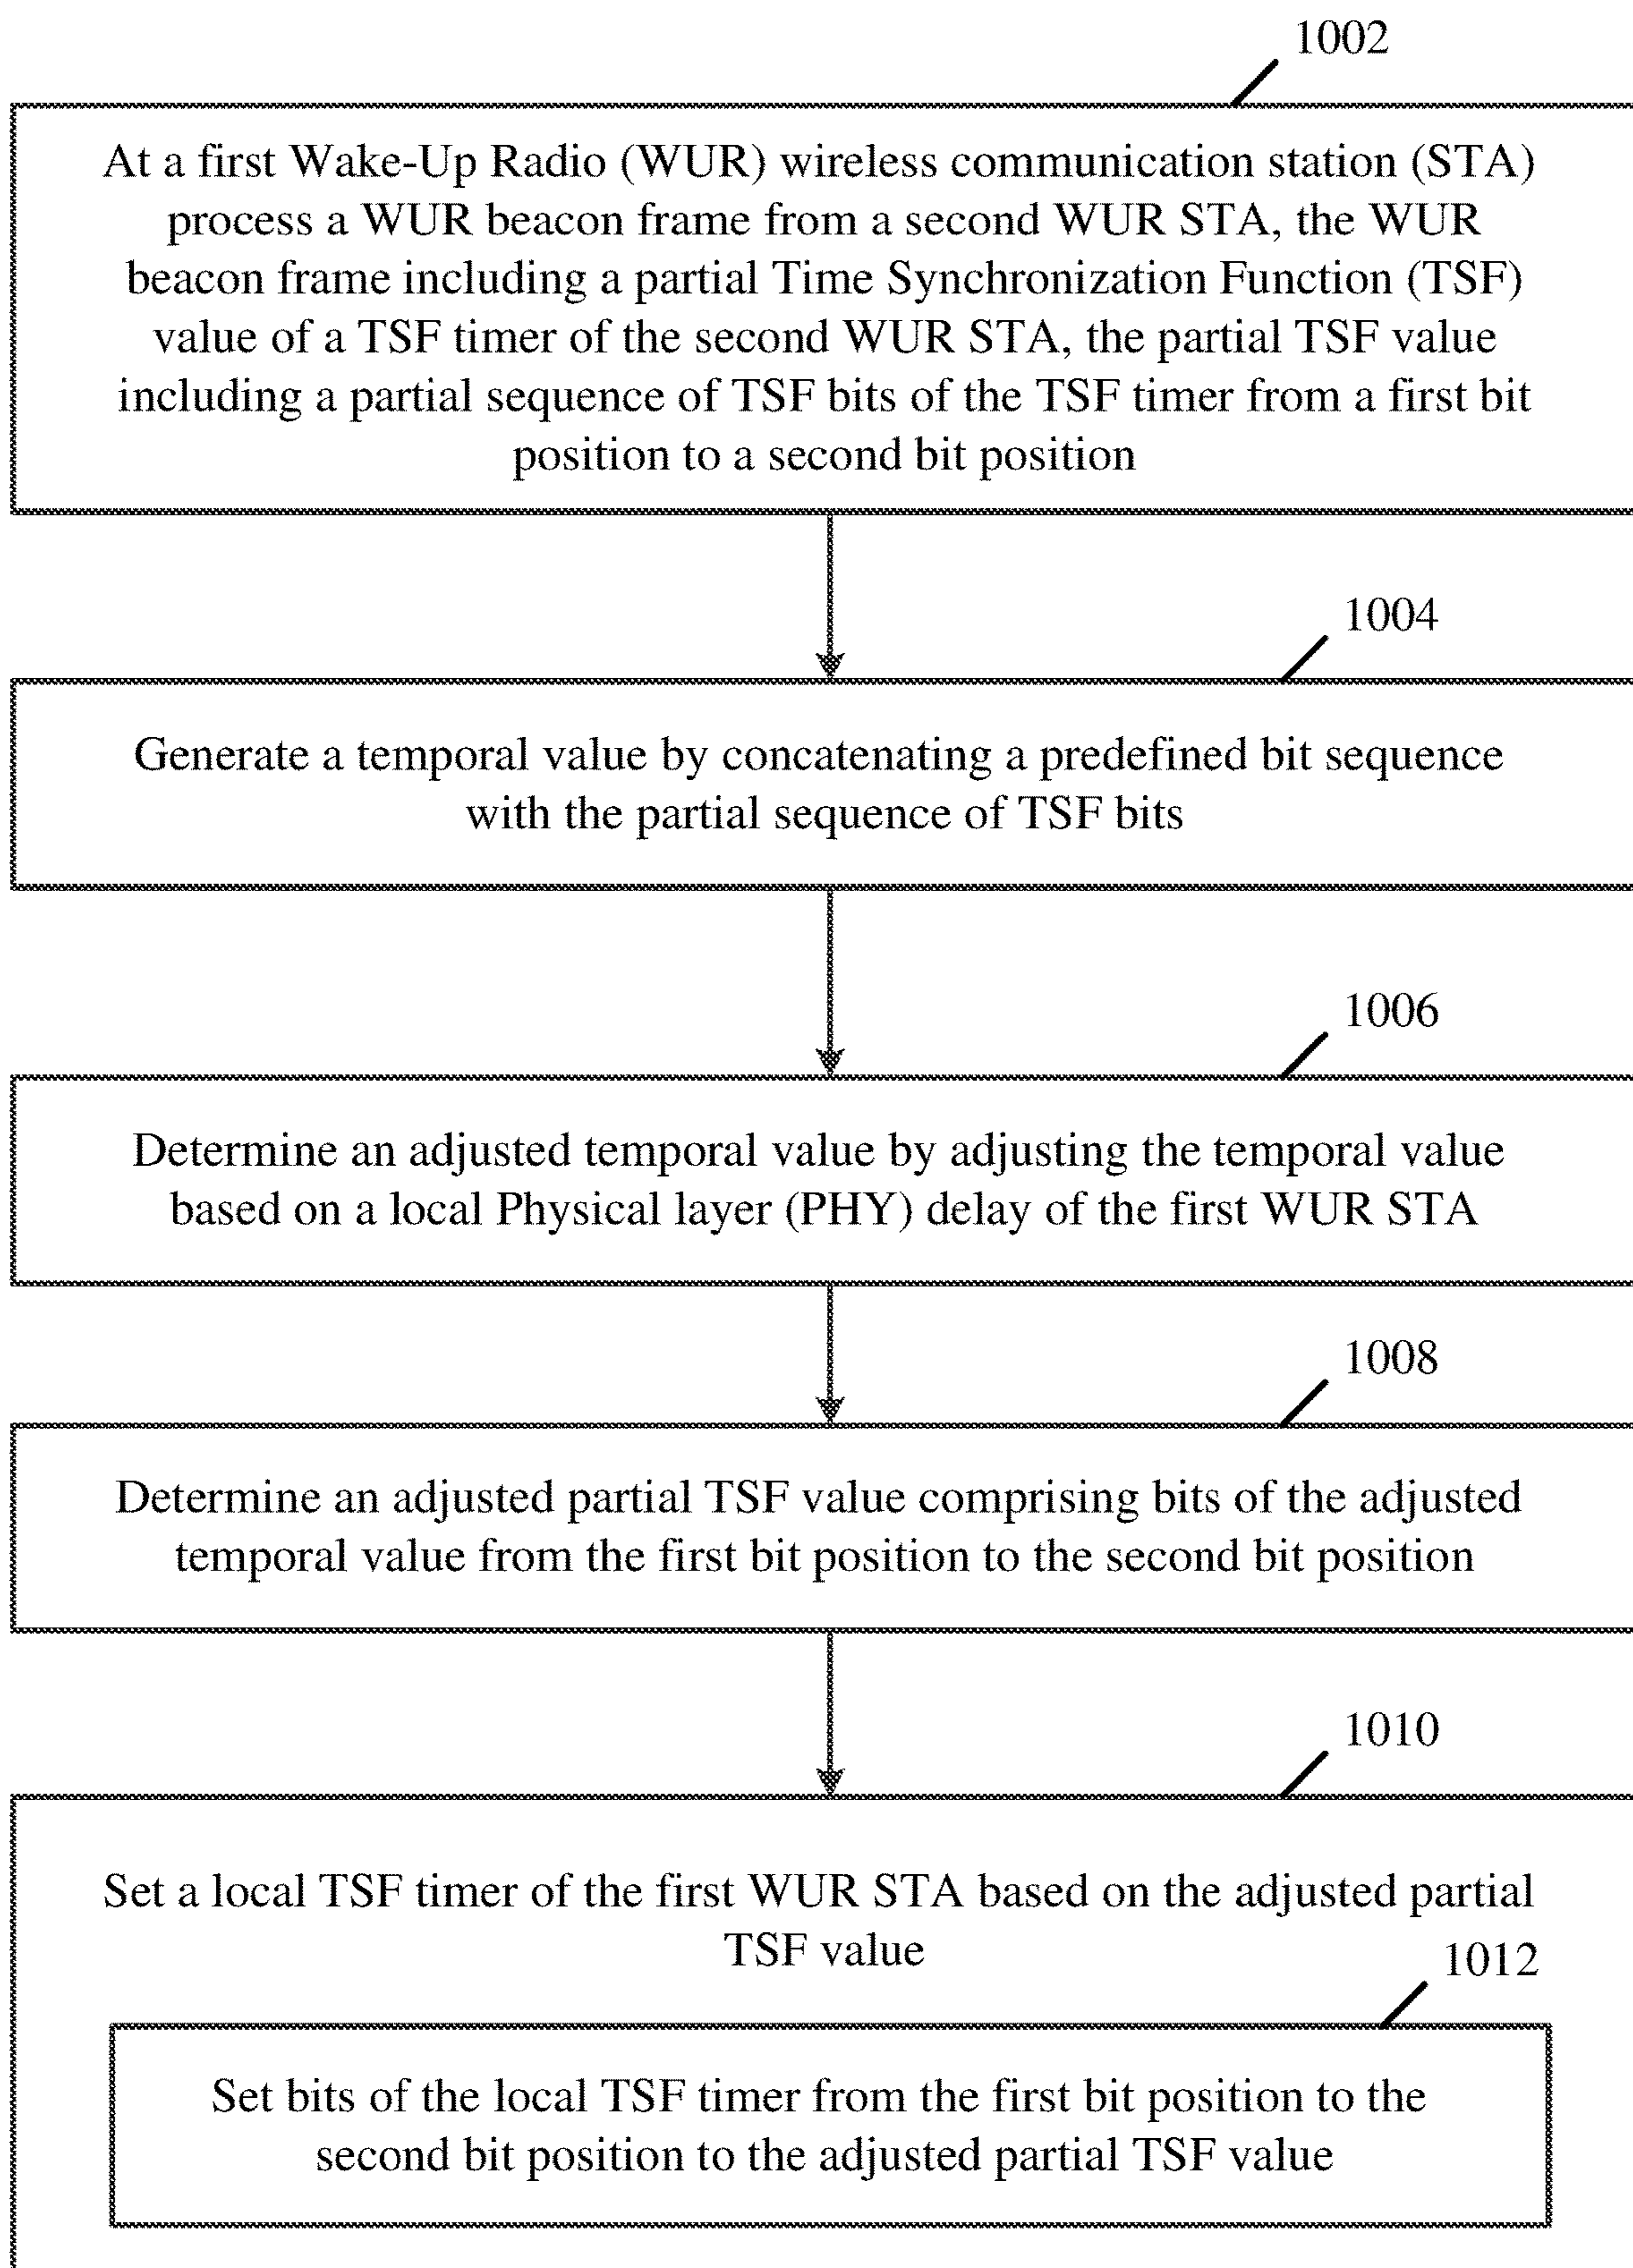 1002
At a first Wake-Up Radio (WUR) wireless communication station (STA)
process a WUR beacon frame from a second WUR STA, the WUR
beacon frame including a partial Time Synchronization Function (TSF)
value of a TSF timer of the second WUR STA, the partial TSF value
including a partial sequence of TSF bits of the TSF timer from a first bit
position to a second bit position
1004
Generate a temporal value by concatenating a predefined bit sequence
with the partial sequence of TSF bits
1006
Determine an adjusted temporal value by adjusting the temporal value
based on a local Physical layer (PHY) delay of the first WUR STA
1008
Determine an adjusted partial TSF value comprising bits of the adjusted
temporal value from the first bit position to the second bit position
1010
Set a local TSF timer of the first WUR STA based on the adjusted partial
TSF value
1012
Set bits of the local TSF timer from the first bit position to the
second bit position to the adjusted partial TSF value